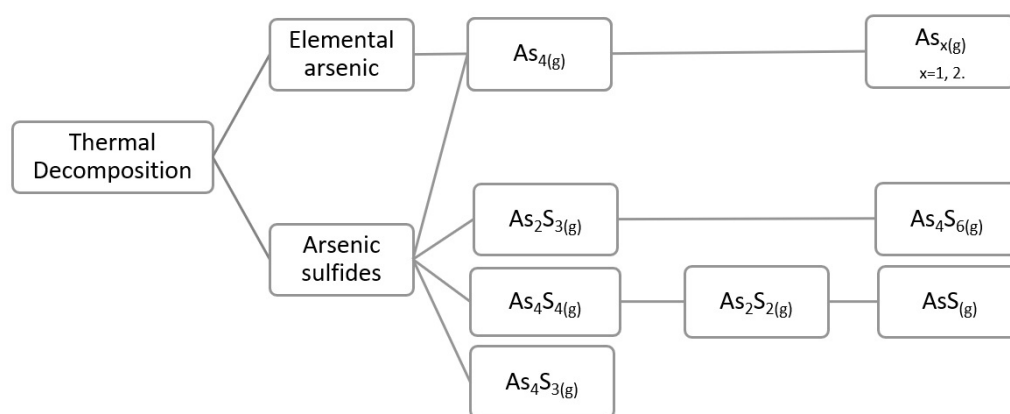 Thermal
Decomposition
Elemental
arsenic
As₄₍g₎
Asₓ₍g₎
x=1, 2.
Arsenic
sulfides
As₂S₃₍g₎
As₄S₆₍g₎
As₄S₄₍g₎
As₂S₂₍g₎
AsS₍g₎
As₄S₃₍g₎